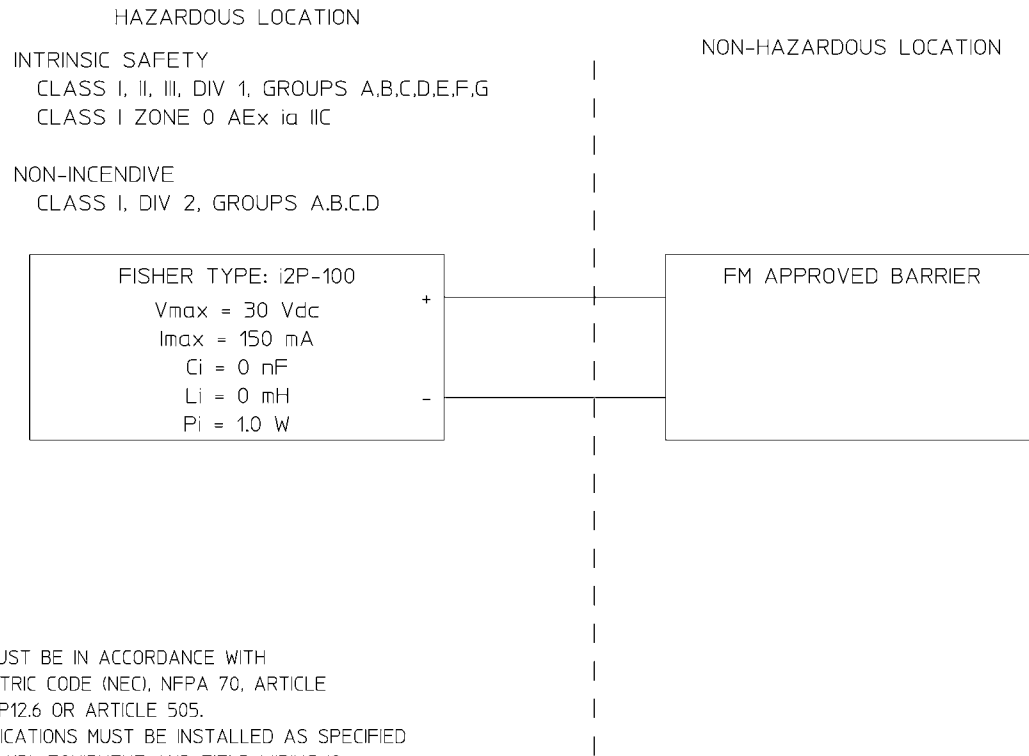 HAZARDOUS LOCATION
NON-HAZARDOUS LOCATION
INTRINSIC SAFETY
CLASS I, II, III, DIV 1, GROUPS A,B,C,D,E,F,G
CLASS I ZONE 0 AEx ia IIC
NON-INCENDIVE
CLASS I, DIV 2, GROUPS A.B.C.D
FISHER TYPE: i2P-100
Vmax = 30 Vdc
Imax = 150 mA
Ci = 0 nF
Li = 0 mH
Pi = 1.0 W
+
-
FM APPROVED BARRIER
UST BE IN ACCORDANCE WITH
TRIC CODE (NEC), NFPA 70, ARTICLE
P12.6 OR ARTICLE 505.
ICATIONS MUST BE INSTALLED AS SPECIFIED